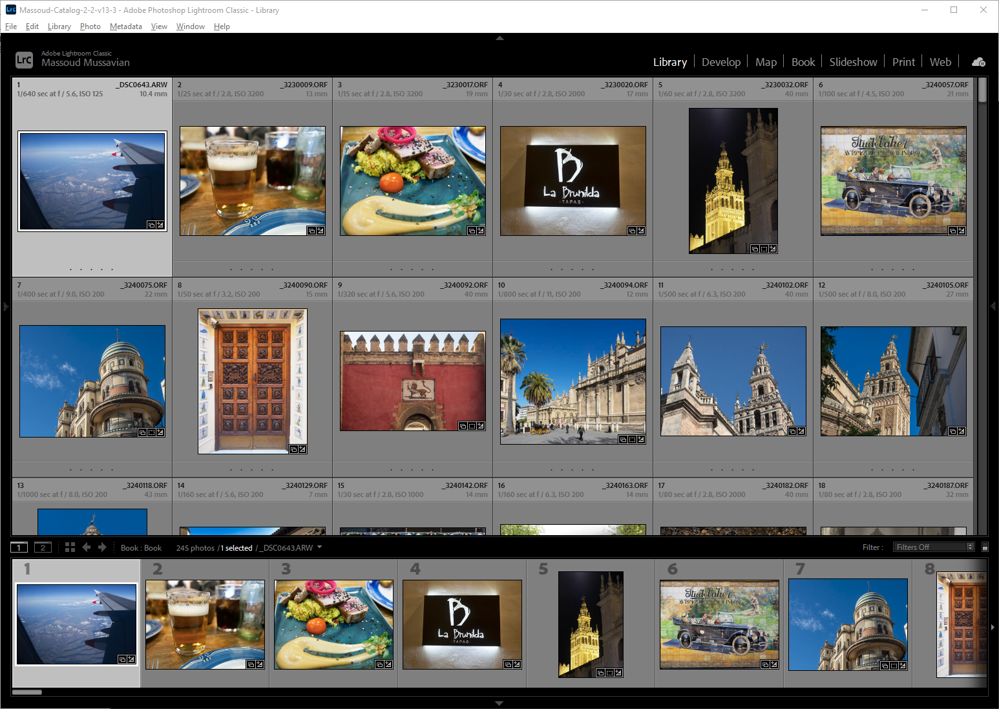 Massoud-Catalog-2-2-v13-3 - Adobe Photoshop Lightroom Classic - Library
File Edit Library Photo Metadata View Window Help
LrC
Adobe Lightroom Classic
Massoud Mussavian
Library Develop Map Book Slideshow Print Web
1 _DSC0643.ARW
1/640 sec at f / 5.6, ISO 125 10.4 mm
2 _3230009.ORF
1/25 sec at f / 2.8, ISO 3200 13 mm
3 _3230017.ORF
1/15 sec at f / 2.8, ISO 3200 19 mm
4 _3230020.ORF
1/30 sec at f / 2.8, ISO 2000 17 mm
5 _3230032.ORF
1/60 sec at f / 2.8, ISO 3200 40 mm
6 _3240057.ORF
1/100 sec at f / 4.5, ISO 200 21 mm
B
La Brunilda
·TAPAS·
Studebaker
7 _3240075.ORF
1/400 sec at f / 9.0, ISO 200 22 mm
8 _3240090.ORF
1/50 sec at f / 3.2, ISO 200 15 mm
9 _3240092.ORF
1/320 sec at f / 5.6, ISO 200 40 mm
10 _3240094.ORF
1/800 sec at f / 11, ISO 200 12 mm
11 _3240102.ORF
1/500 sec at f / 6.3, ISO 200 40 mm
12 _3240105.ORF
1/500 sec at f / 8.0, ISO 200 27 mm
13 _3240118.ORF
1/1000 sec at f / 8.0, ISO 200 43 mm
14 _3240129.ORF
1/160 sec at f / 5.6, ISO 200 7 mm
15 _3240142.ORF
1/30 sec at f / 2.8, ISO 1000 14 mm
16 _3240163.ORF
1/160 sec at f / 6.3, ISO 200 14 mm
17 _3240182.ORF
1/80 sec at f / 2.8, ISO 2000 40 mm
18 _3240187.ORF
1/80 sec at f / 2.8, ISO 200 32 mm
1 2 Book : Book 245 photos / 1 selected / _DSC0643.ARW Filter : Filters Off
1 2 3 4 5 6 7 8
B
La Brunilda
·TAPAS·
Studebaker